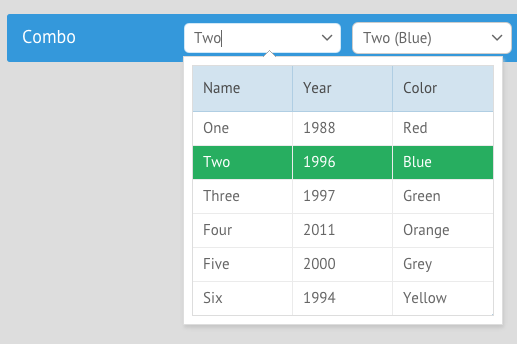 Combo Two Two (Blue)
Name Year Color
One 1988 Red
Two 1996 Blue
Three 1997 Green
Four 2011 Orange
Five 2000 Grey
Six 1994 Yellow